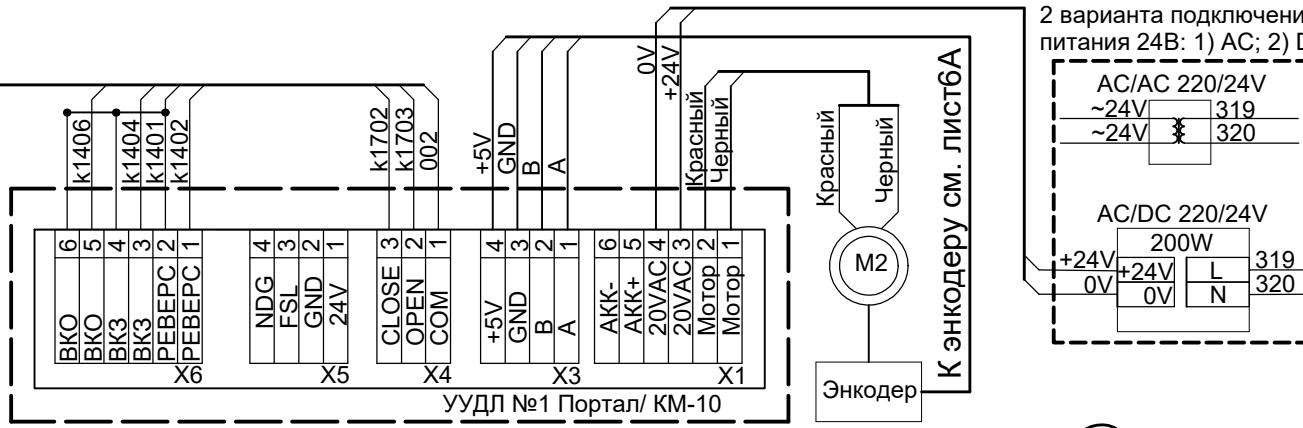 2 варианта подключени
питания 24В: 1) AC; 2) D
AC/AC 220/24V
~24V 319
~24V 320
AC/DC 220/24V
200W
+24V +24V L 319
0V 0V N 320
k1406
k1404
k1401
k1402
k1702
k1703
002
+5V
GND
B
A
0V
+24V
Красный
Черный
Красный
Черный
М2
Энкодер
К энкодеру см. лист6А
6 5 4 3 2 1
ВКО
ВКО
ВКЗ
ВКЗ
РЕВЕРС
РЕВЕРС
X6
4 3 2 1
NDG
FSL
GND
24V
X5
3 2 1
CLOSE
OPEN
COM
X4
4 3 2 1
+5V
GND
B
A
X3
6 5 4 3 2 1
АКК-
АКК+
20VAC
20VAC
Мотор
Мотор
X1
УУДЛ №1 Портал/ КМ-10